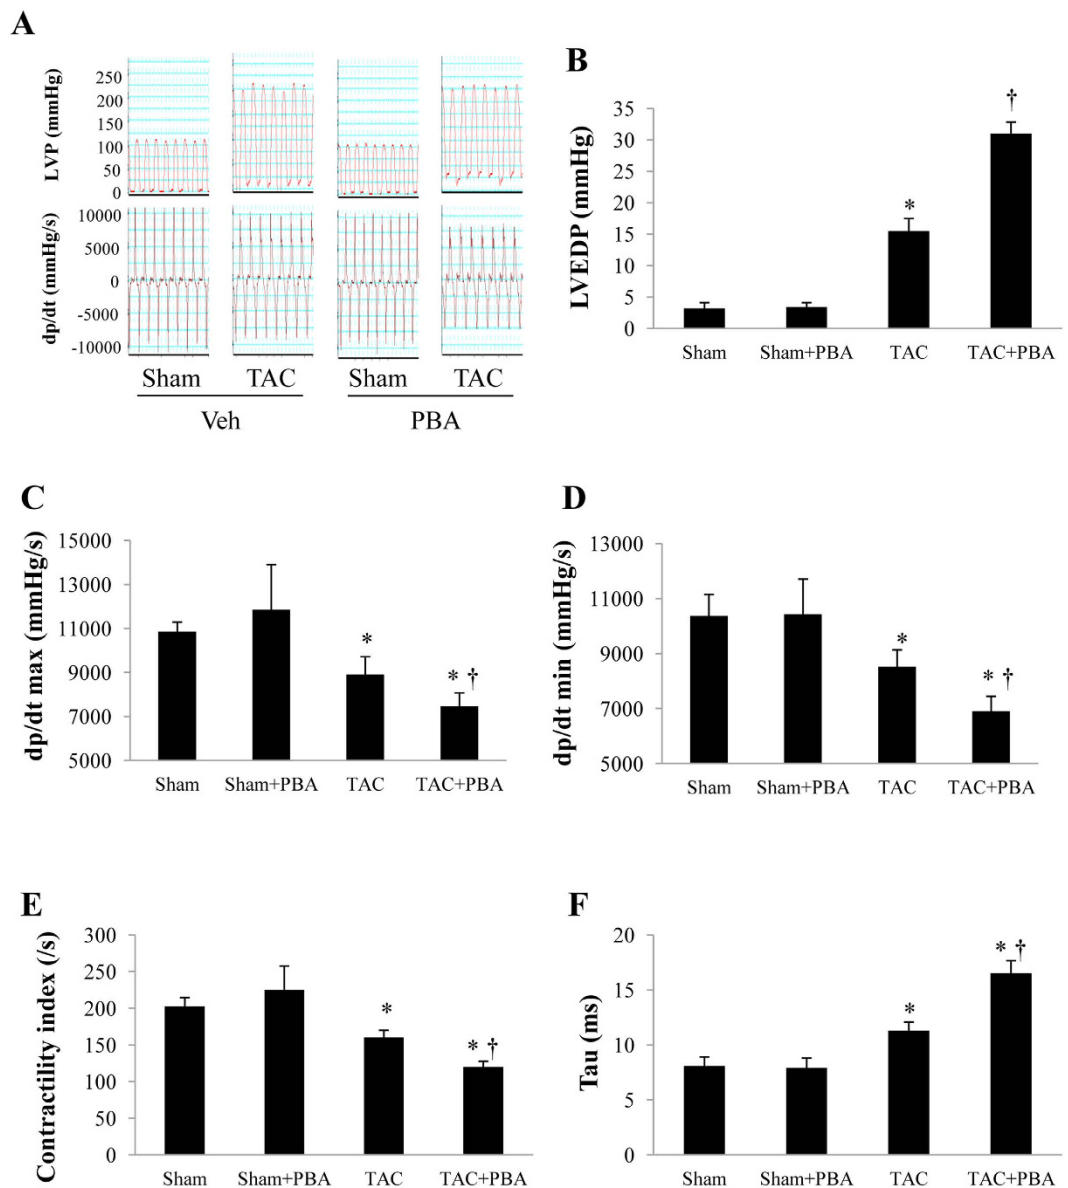 A
LVP (mmHg)
250
200
150
100
50
0
dp/dt (mmHg/s)
10000
5000
0
-5000
-10000
Sham TAC Sham TAC
Veh PBA
B
LVEDP (mmHg)
35
30
25
20
15
10
5
0
*
†
Sham Sham+PBA TAC TAC+PBA
C
dp/dt max (mmHg/s)
15000
13000
11000
9000
7000
5000
*
* †
Sham Sham+PBA TAC TAC+PBA
D
dp/dt min (mmHg/s)
13000
11000
9000
7000
5000
*
* †
Sham Sham+PBA TAC TAC+PBA
E
Contractility index (/s)
300
250
200
150
100
50
0
*
* †
Sham Sham+PBA TAC TAC+PBA
F
Tau (ms)
20
15
10
5
0
*
* †
Sham Sham+PBA TAC TAC+PBA